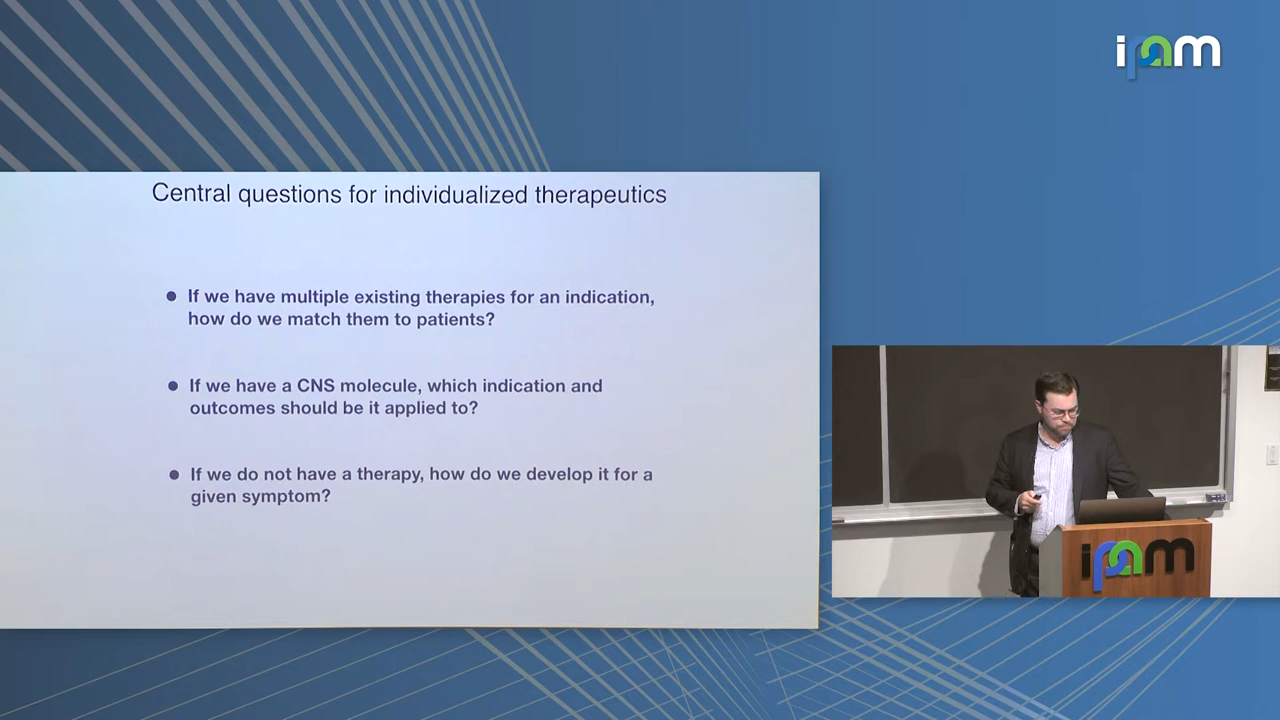 ipam
Central questions for individualized therapeutics
If we have multiple existing therapies for an indication,
how do we match them to patients?
If we have a CNS molecule, which indication and
outcomes should be it applied to?
If we do not have a therapy, how do we develop it for a
given symptom?
ipam